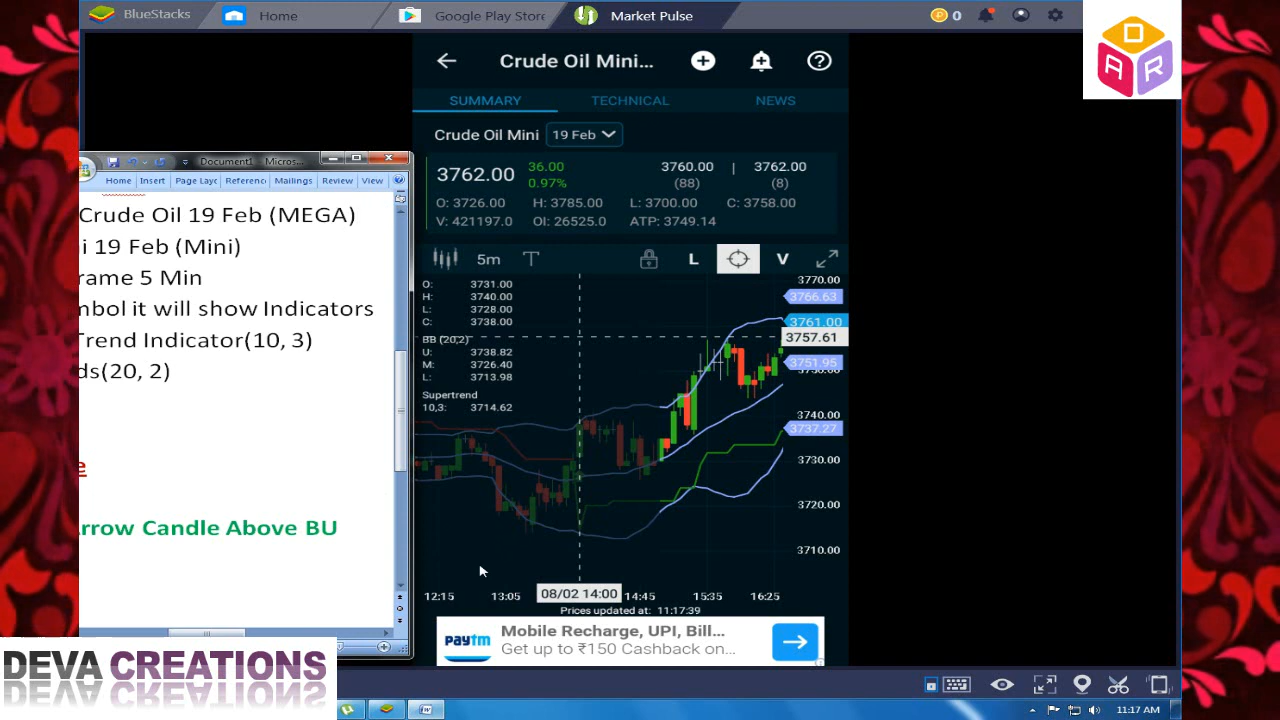 BlueStacks
Home
Google Play Store
Market Pulse
P 0
D
A R
Crude Oil Mini...
SUMMARY TECHNICAL NEWS
Crude Oil Mini 19 Feb
3762.00
36.00
0.97%
3760.00 | 3762.00
(88) (8)
O: 3726.00 H: 3785.00 L: 3700.00 C: 3758.00
V: 421197.0 OI: 26525.0 ATP: 3749.14
5m T L V
O: 3731.00
H: 3740.00
L: 3728.00
C: 3738.00
BB (20,2)
U: 3738.82
M: 3726.40
L: 3713.98
Supertrend
10,3: 3714.62
3770.00
3766.63
3761.00
3757.61
3751.95
3750.00
3740.00
3737.27
3730.00
3720.00
3710.00
12:15 13:05 08/02 14:00 14:45 15:35 16:25
Prices updated at: 11:17:39
paytm
Mobile Recharge, UPI, Bill...
Get up to ₹150 Cashback on...
Document1 Micros...
Home Insert Page Layc Referenc Mailings Review View
Crude Oil 19 Feb (MEGA)
i 19 Feb (Mini)
rame 5 Min
nbol it will show Indicators
Trend Indicator(10, 3)
ds(20, 2)
e
rrow Candle Above BU
DEVA CREATIONS
11:17 AM